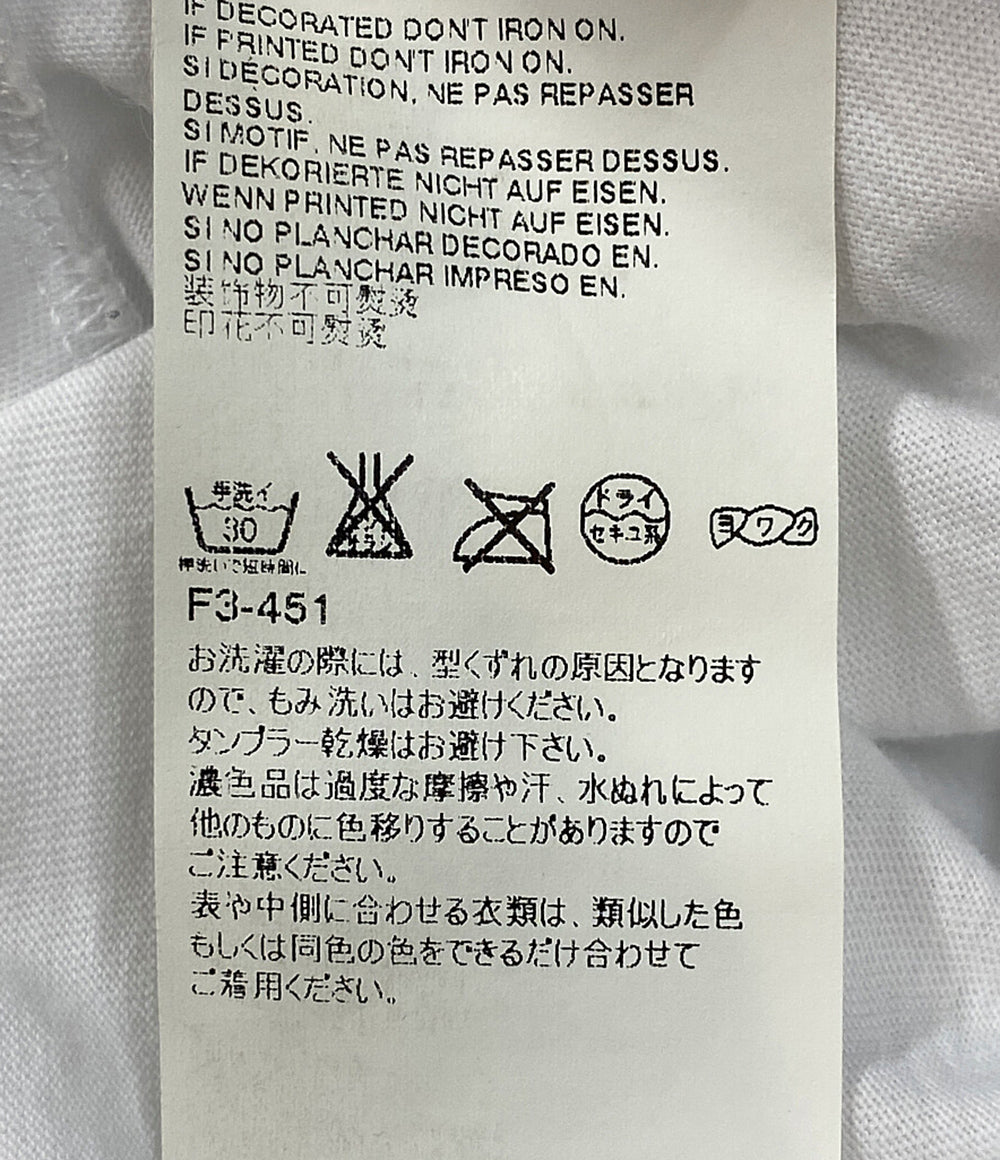 IF DECORATED DON'T IRON ON.
IF PRINTED DON'T IRON ON.
SI DÉCORATION, NE PAS REPASSER
DESSUS.
SI MOTIF, NE PAS REPASSER DESSUS.
IF DEKORIERTE NICHT AUF EISEN.
WENN PRINTED NICHT AUF EISEN.
SI NO PLANCHAR DECORADO EN.
SI NO PLANCHAR IMPRESO EN.
装饰物不可熨烫
印花不可熨烫
手洗イ
30
押洗いで短時間に
ドライ
セキユ系
ヨワク
F3-451
お洗濯の際には、型くずれの原因となります
ので、もみ洗いはお避けください。
タンブラー乾燥はお避け下さい。
濃色品は過度な摩擦や汗、水ぬれによって
他のものに色移りすることがありますので
ご注意ください。
表や中側に合わせる衣類は、類似した色
もしくは同色の色をできるだけ合わせて
ご着用ください。